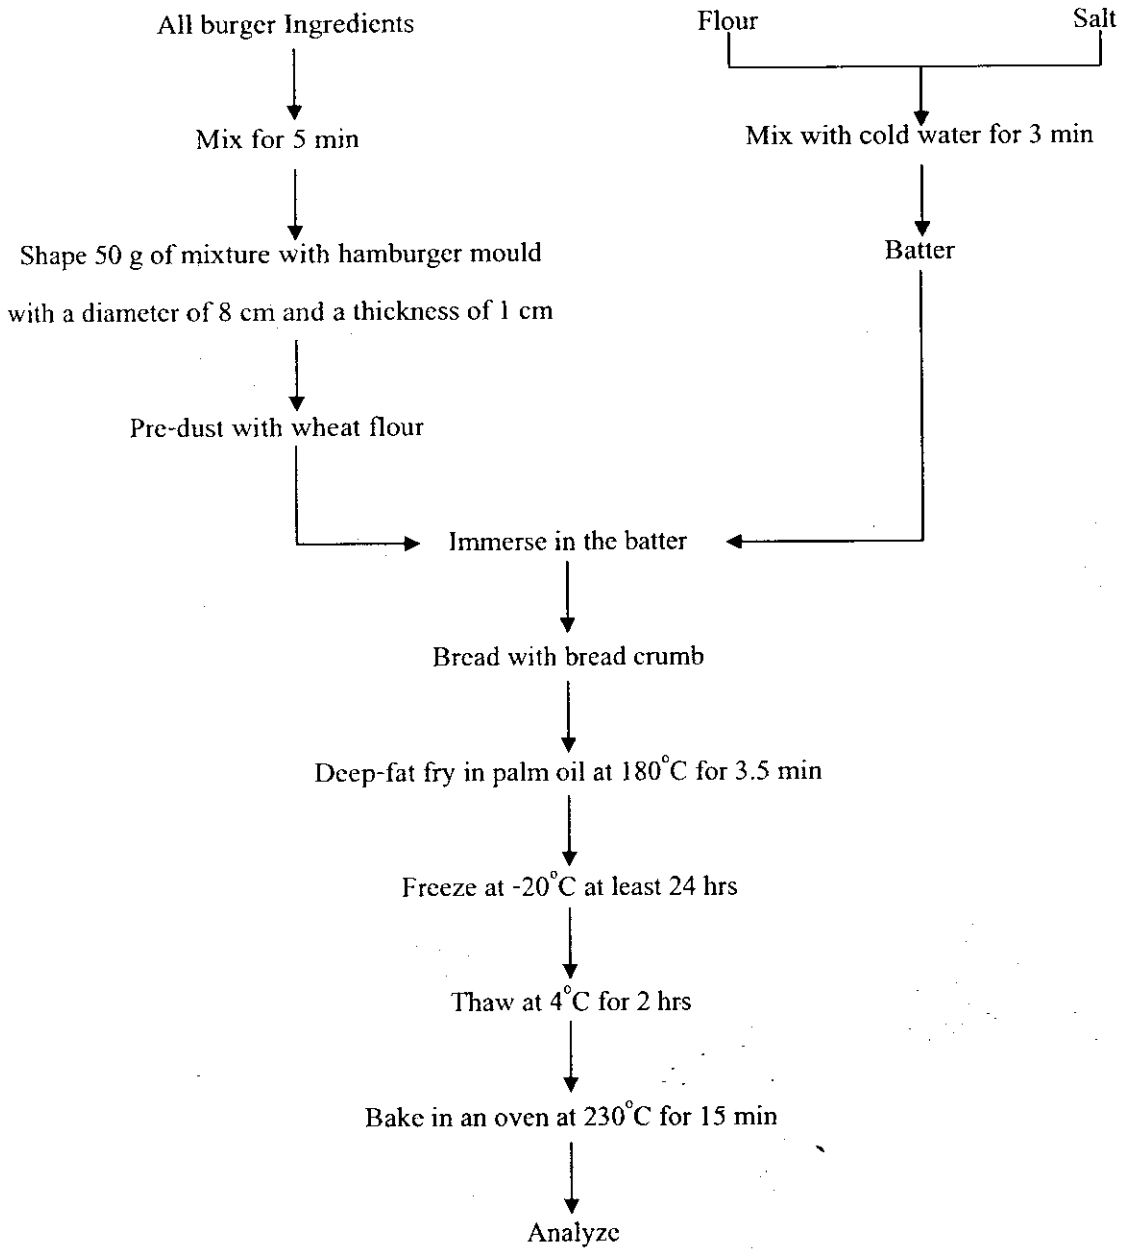 All burger Ingredients
Flour
Salt
Mix for 5 min
Mix with cold water for 3 min
Shape 50 g of mixture with hamburger mould
with a diameter of 8 cm and a thickness of 1 cm
Batter
Pre-dust with wheat flour
Immerse in the batter
Bread with bread crumb
Deep-fat fry in palm oil at 180°C for 3.5 min
Freeze at -20°C at least 24 hrs
Thaw at 4°C for 2 hrs
Bake in an oven at 230°C for 15 min
Analyze